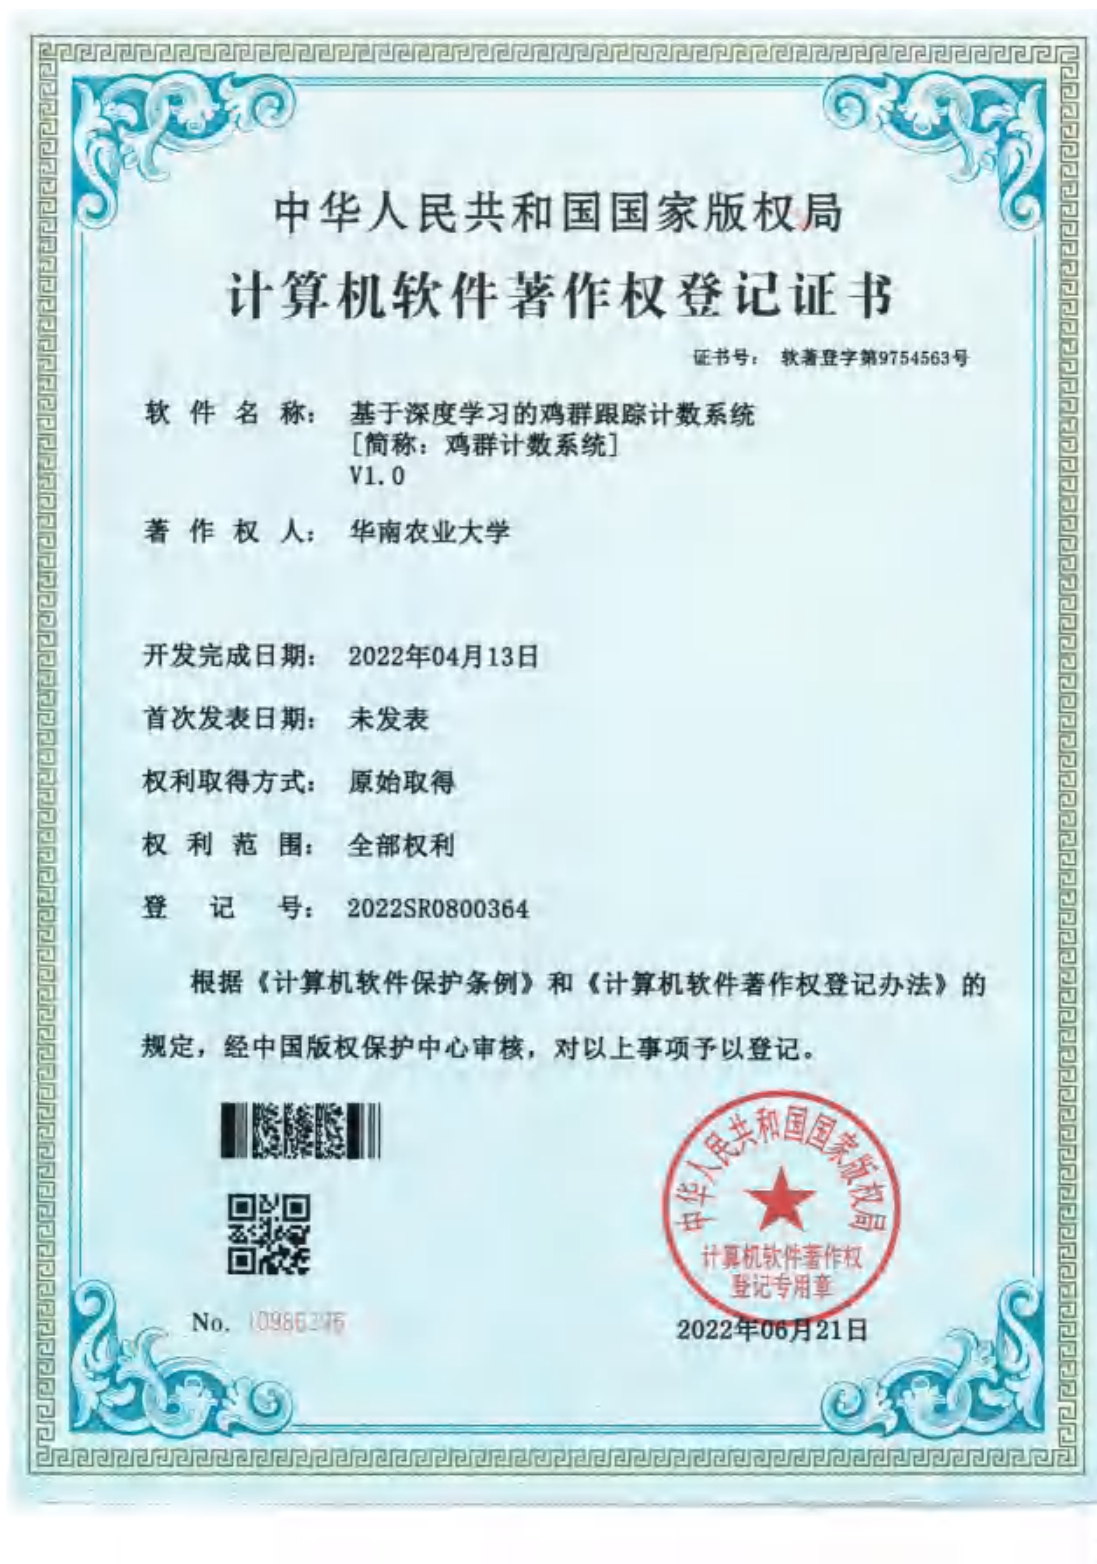 中华人民共和国国家版权局
计算机软件著作权登记证书
证书号： 软著登字第9754563号
软件名称： 基于深度学习的鸡群跟踪计数系统
[简称：鸡群计数系统]
V1.0
著作权人： 华南农业大学
开发完成日期： 2022年04月13日
首次发表日期： 未发表
权利取得方式： 原始取得
权利范围： 全部权利
登记号： 2022SR0800364
根据《计算机软件保护条例》和《计算机软件著作权登记办法》的
规定，经中国版权保护中心审核，对以上事项予以登记。
中华人民共和国国家版权局
计算机软件著作权
登记专用章
No.
2022年06月21日